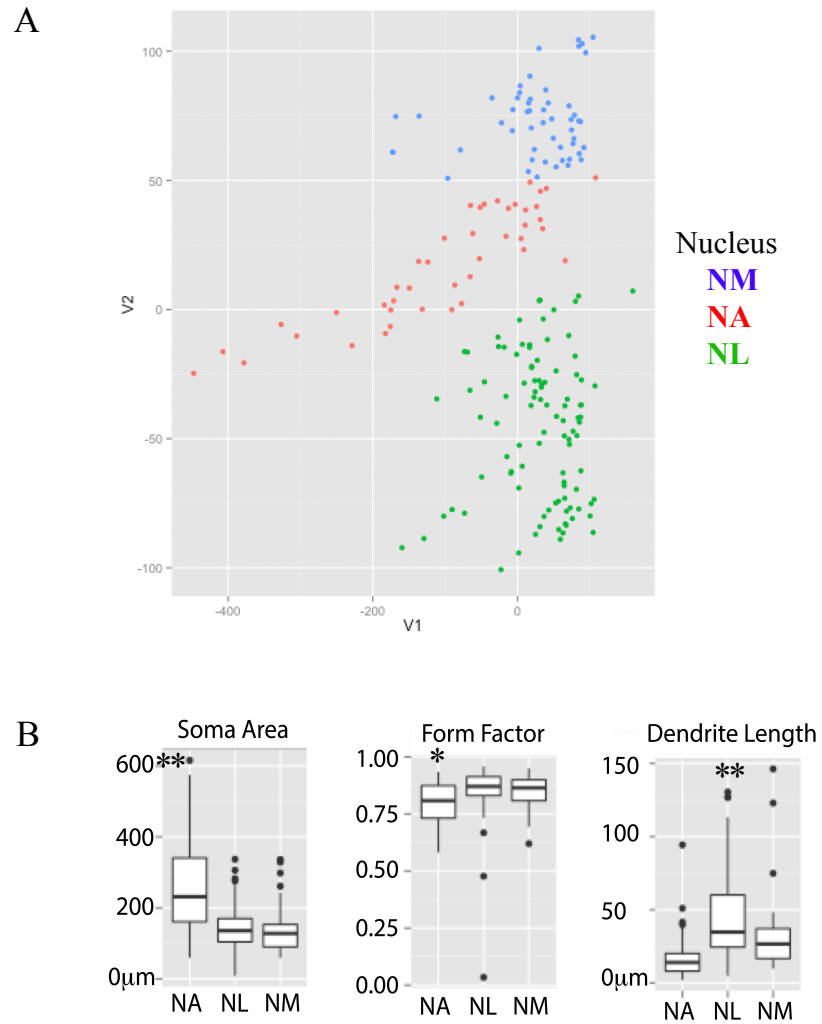 A
100
50
0
-50
-100
V2
-400 -200 0
V1
Nucleus
NM
NA
NL
B
Soma Area
600
400
200
0μm
**
NA NL NM
Form Factor
1.00
0.75
0.50
0.25
0.00
*
NA NL NM
Dendrite Length
150
100
50
0μm
**
NA NL NM